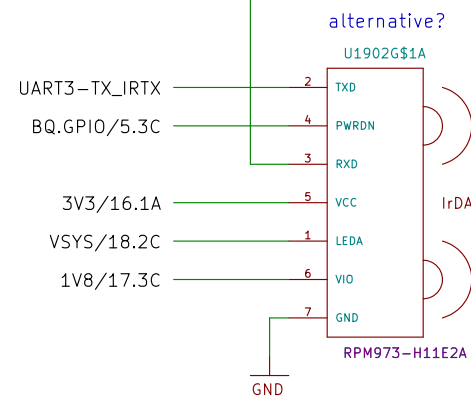 alternative?
U1902G$1A
UART3-TX_IRTX 2 TXD
BQ.GPIO/5.3C 4 PWRDN
3 RXD
3V3/16.1A 5 VCC IrDA
VSYS/18.2C 1 LEDA
1V8/17.3C 6 VIO
7 GND
RPM973-H11E2A
GND